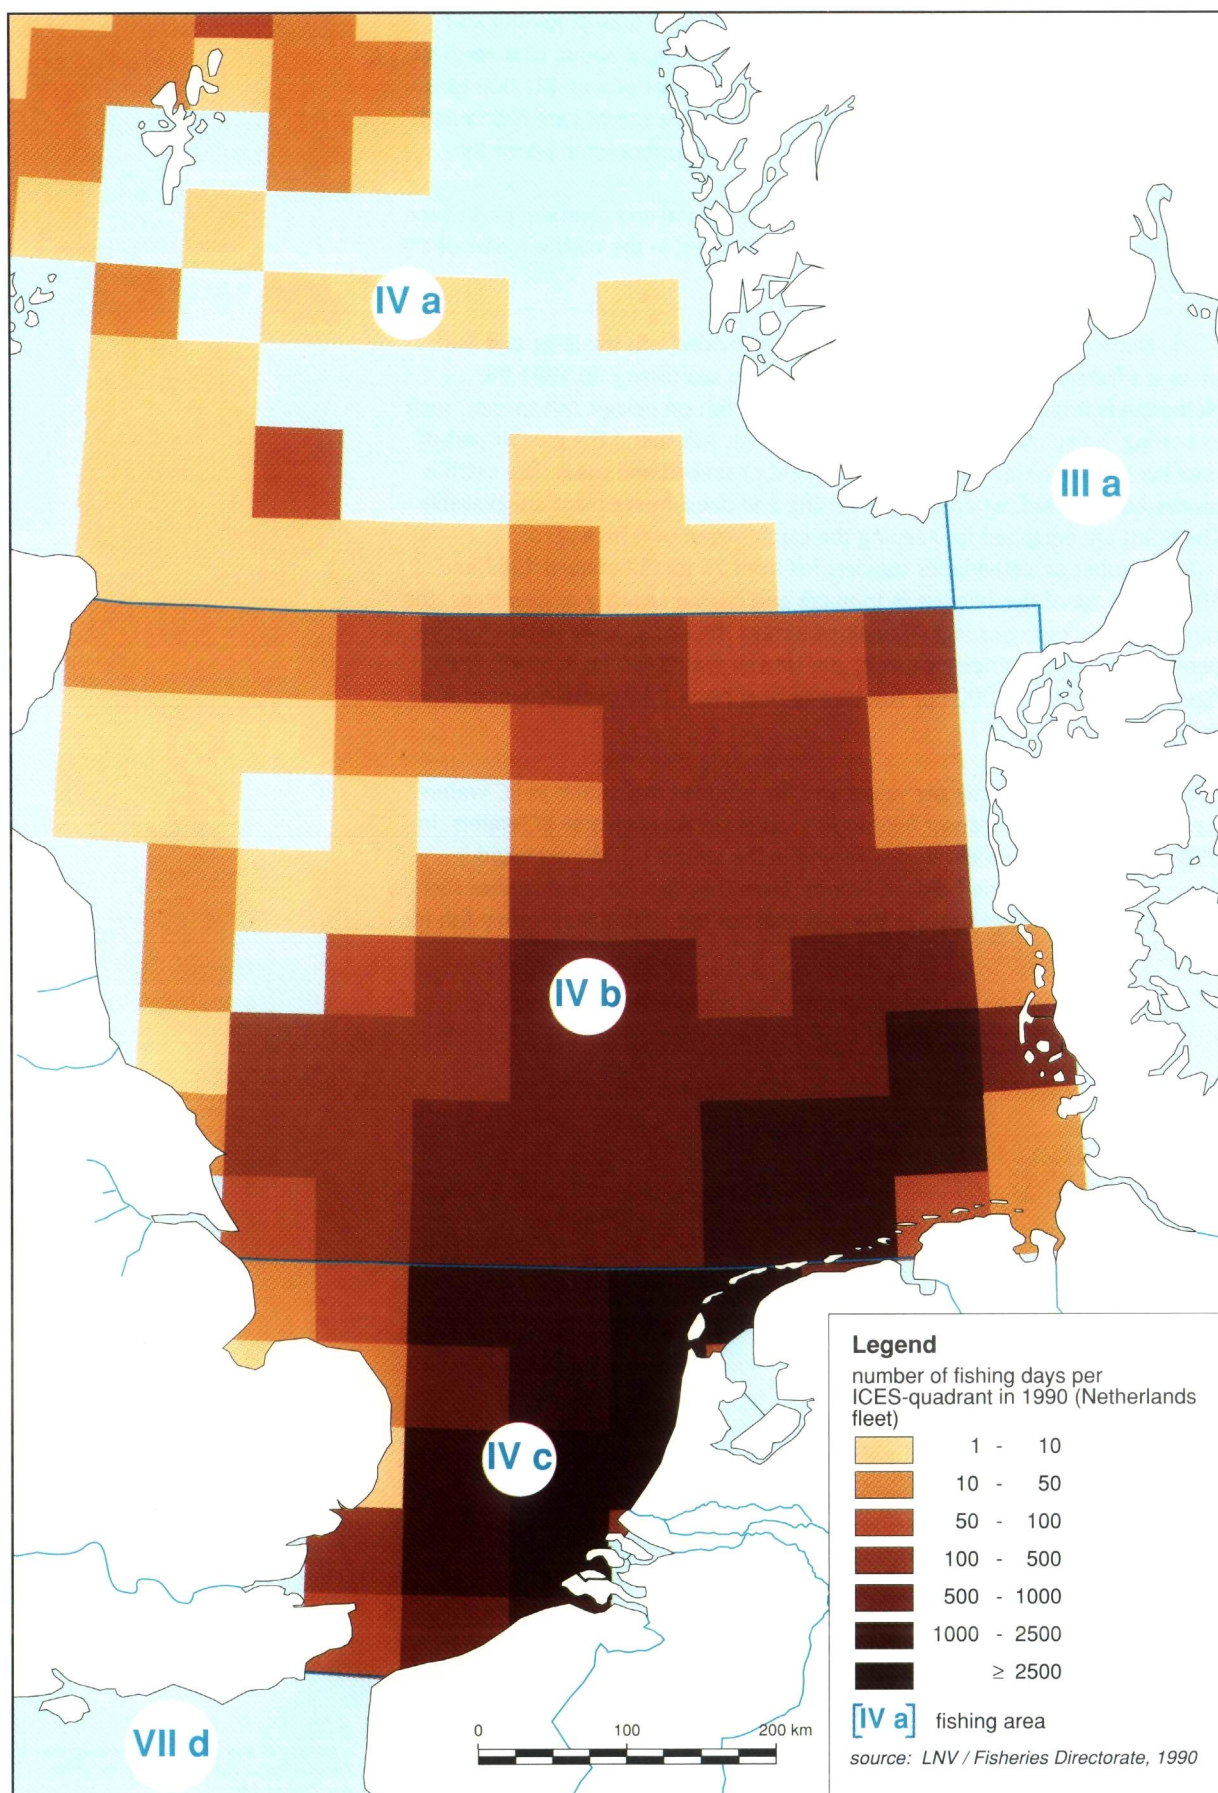 IV a
III a
IV b
IV c
VII d
0 100 200 km
Legend
number of fishing days per
ICES-quadrant in 1990 (Netherlands
fleet)
1 - 10
10 - 50
50 - 100
100 - 500
500 - 1000
1000 - 2500
≥ 2500
[IV a] fishing area
source: LNV / Fisheries Directorate, 1990